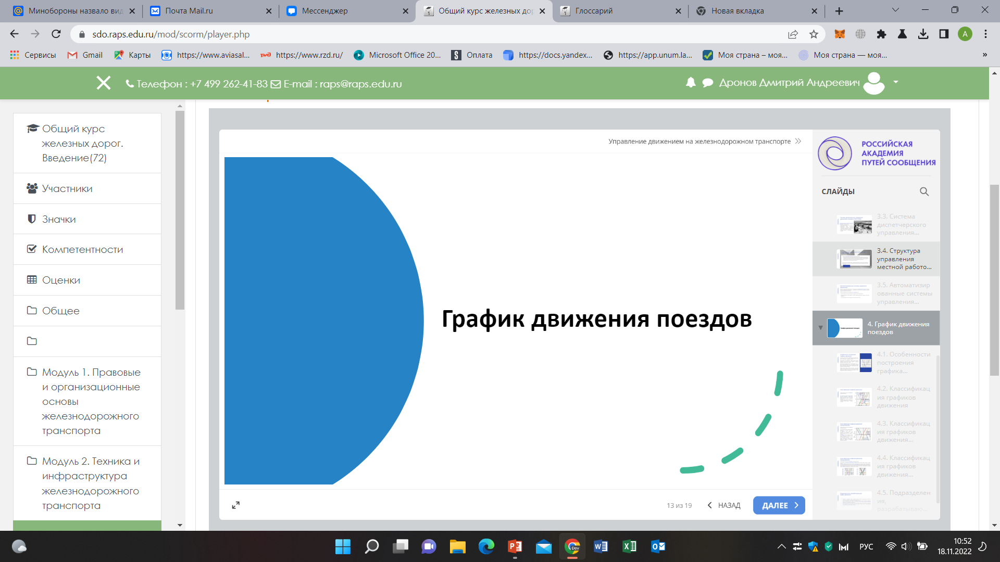 Минобороны назвало вид
Почта Mail.ru
Мессенджер
Общий курс железных дор
Глоссарий
Новая вкладка
sdo.raps.edu.ru/mod/scorm/player.php
A
Сервисы
Gmail
Карты
https://www.aviasal...
https://www.rzd.ru/
Microsoft Office 20...
Оплата
https://docs.yandex...
https://app.unum.la...
Моя страна – моя...
Моя страна — моя...
»
Телефон : +7 499 262-41-83 E-mail : raps@raps.edu.ru
Дронов Дмитрий Андреевич
Общий курс
железных дорог.
Введение(72)
Участники
Значки
Компетентности
Оценки
Общее
Модуль 1. Правовые
и организационные
основы
железнодорожного
транспорта
Модуль 2. Техника и
инфраструктура
железнодорожного
транспорта
Управление движением на железнодорожном транспорте
График движения поездов
13 из 19
НАЗАД
ДАЛЕЕ
РОССИЙСКАЯ
АКАДЕМИЯ
ПУТЕЙ СООБЩЕНИЯ
СЛАЙДЫ
3.3. Система
диспетчерского
управления...
3.4. Структура
управления
местной работо...
3.5. Автоматизир
ованные системы
управления...
4. График движения
поездов
4.1. Особенности
построения
графика...
4.2. Классификац
ия графиков
движения
4.3. Классификац
ия графиков
движения...
4.4. Классификац
ия графиков
движения...
4.5. Подразделен
ия,
разрабатываю...
РУС
10:52
18.11.2022